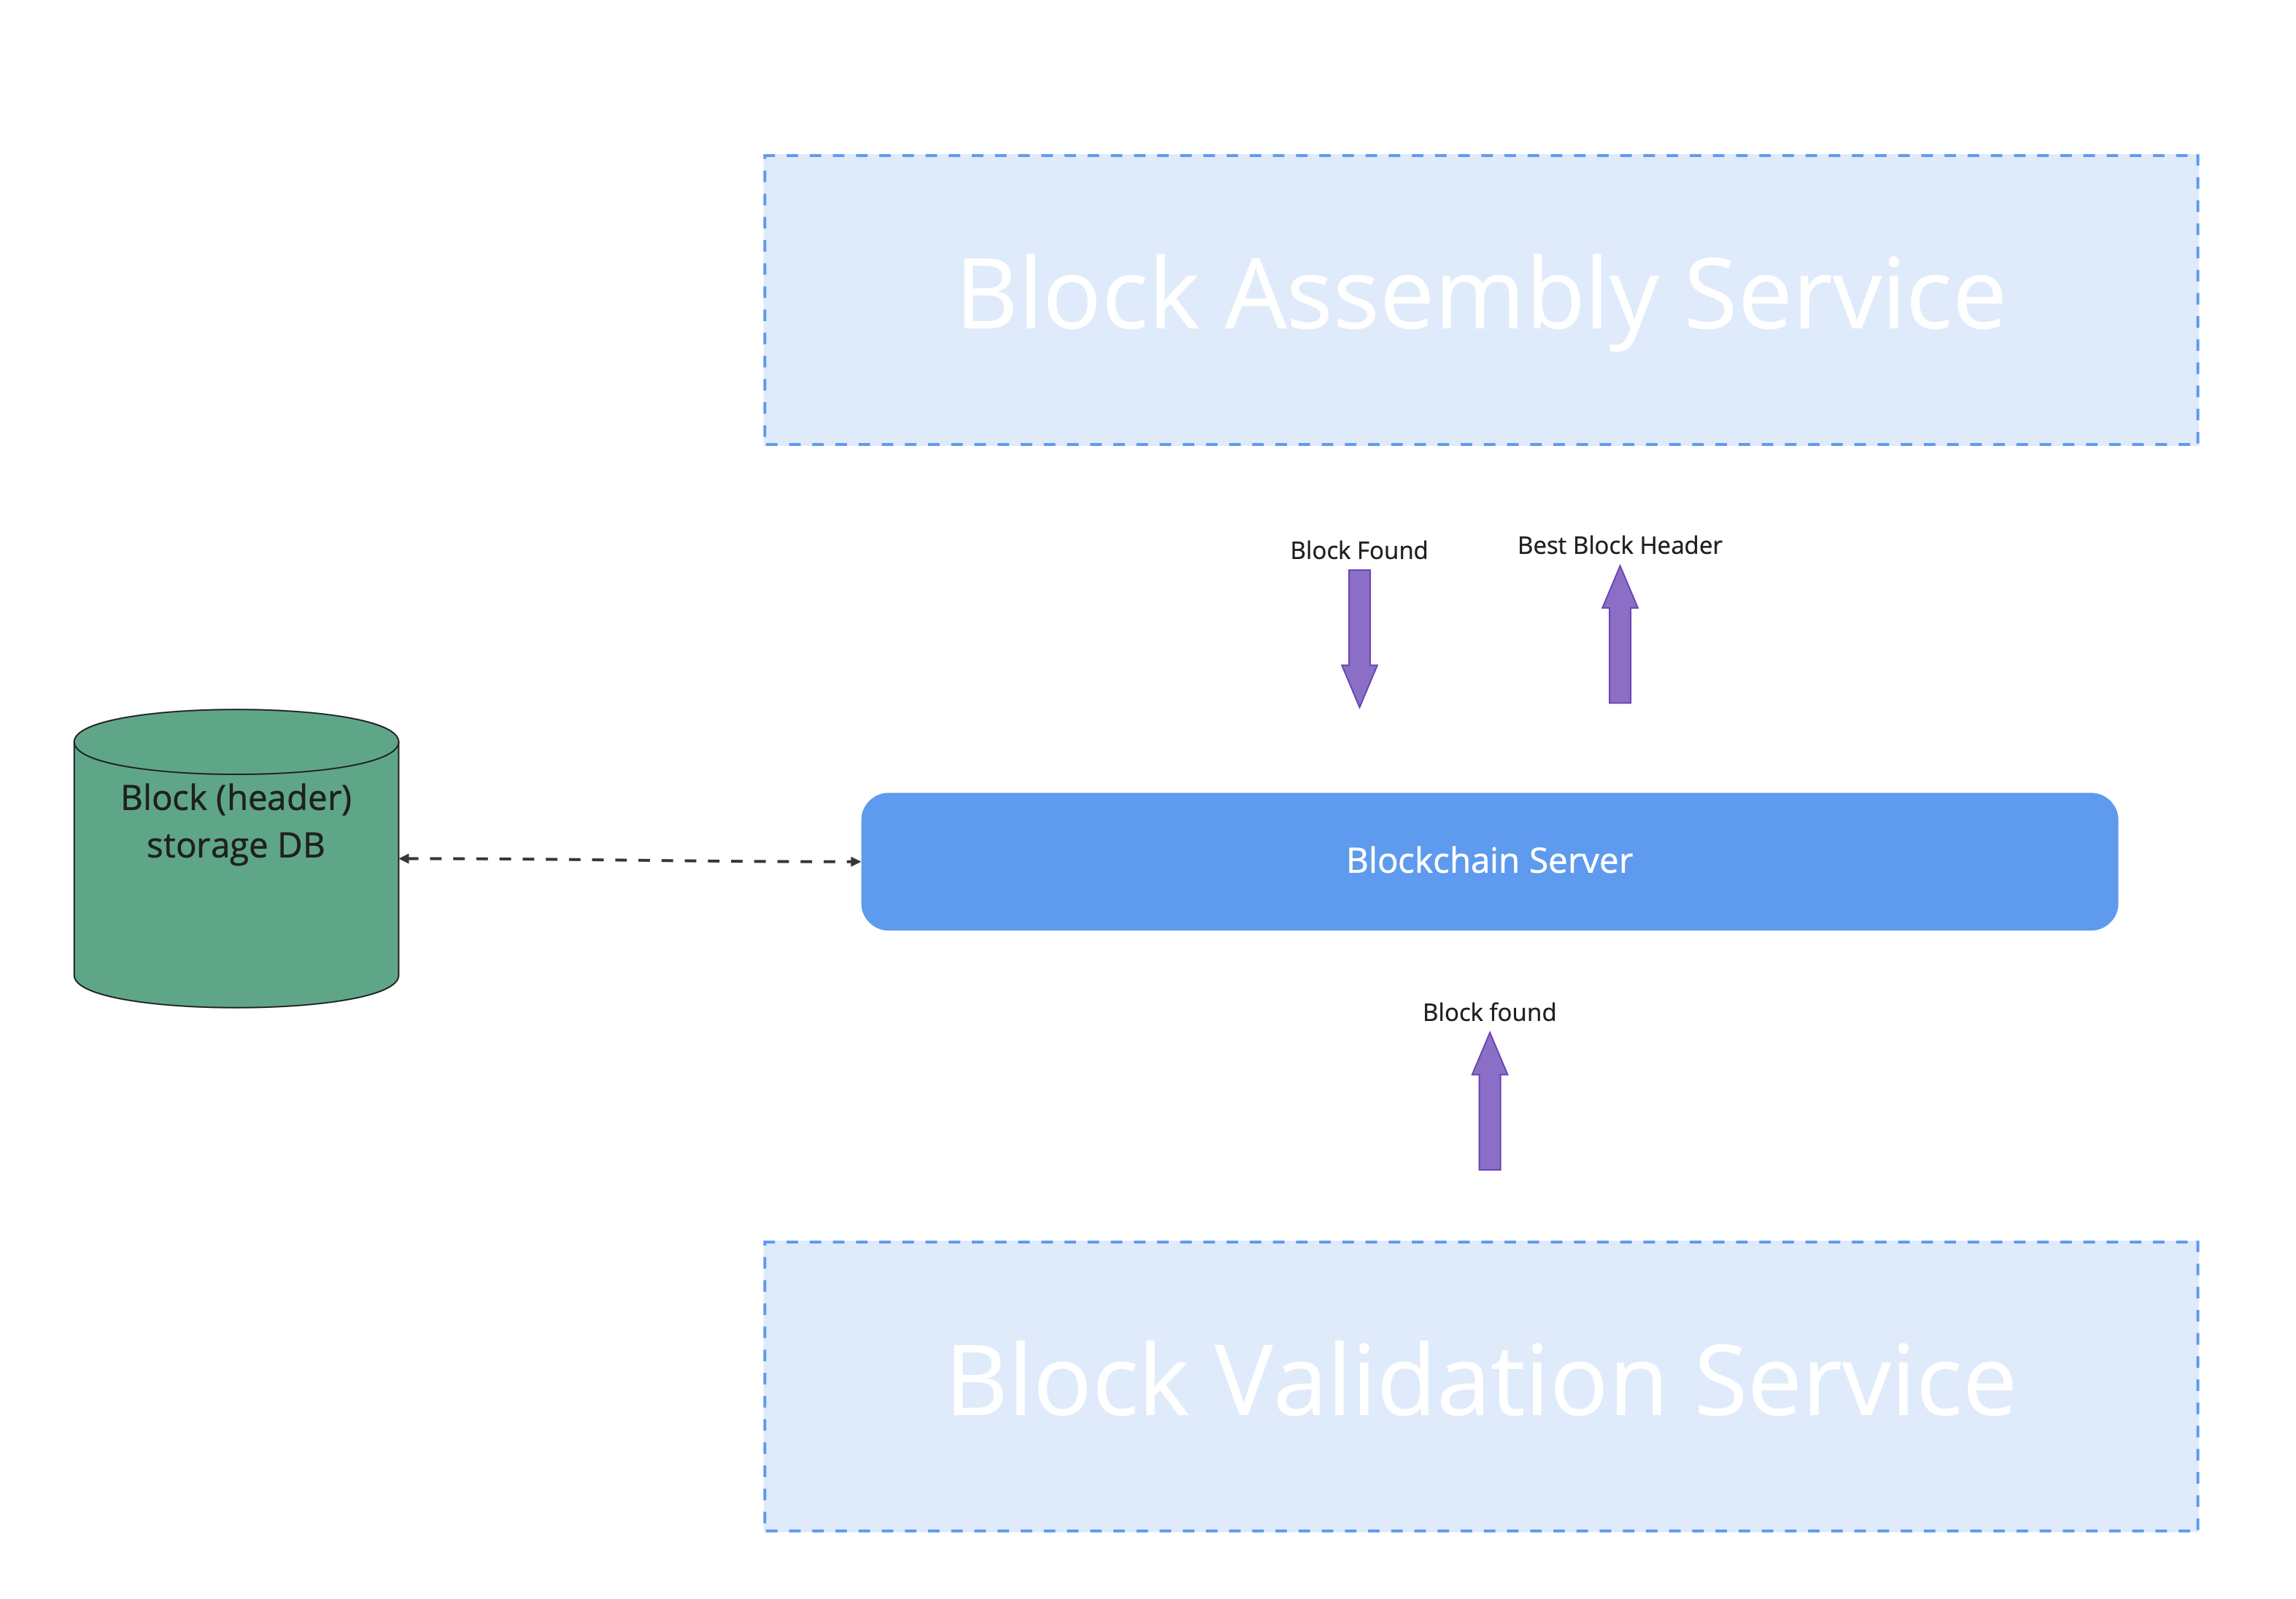 Block Assembly Service
Block Found
Best Block Header
Block (header)
storage DB
Blockchain Server
Block found
Block Validation Service